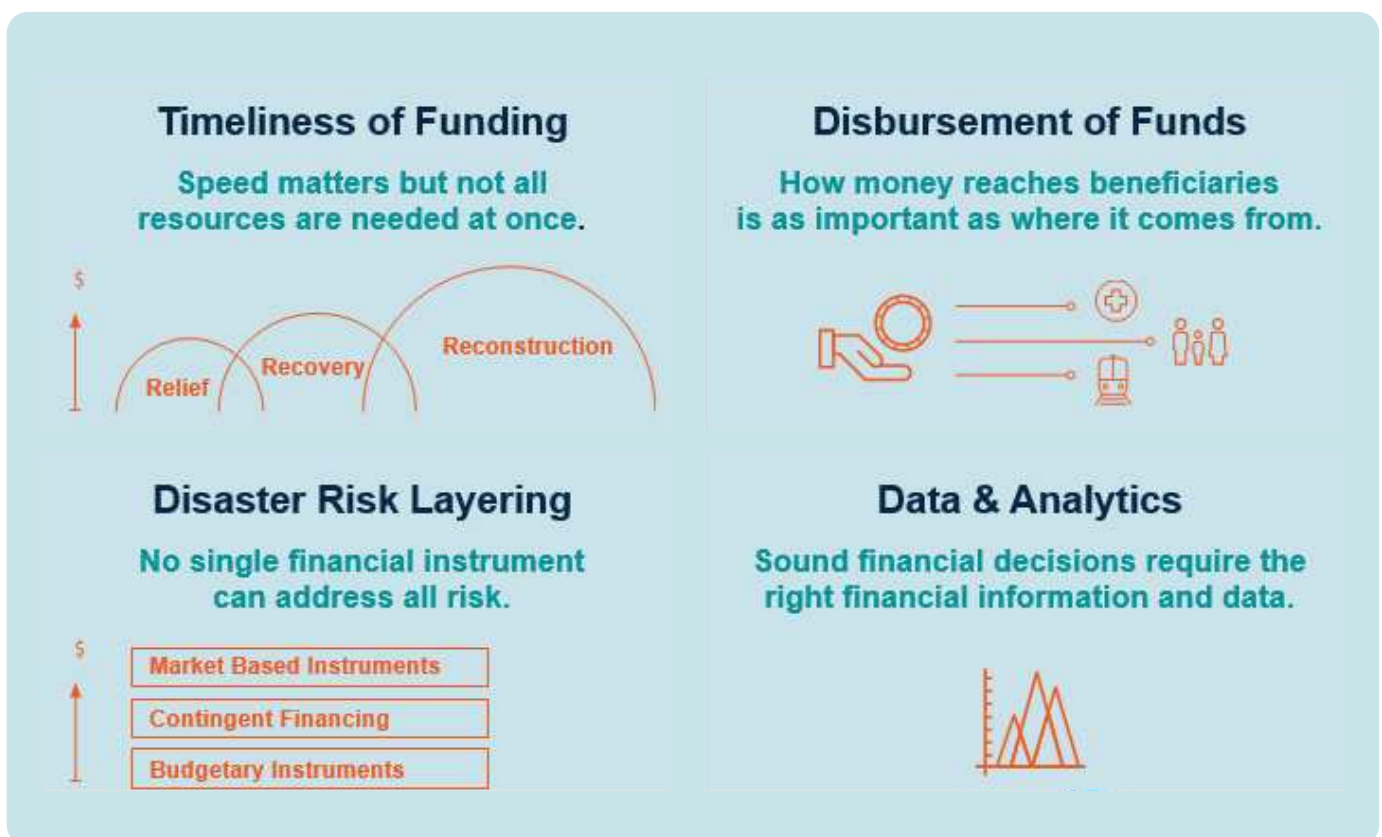 Timeliness of Funding
Speed matters but not all
resources are needed at once.
$
Relief
Recovery
Reconstruction
Disbursement of Funds
How money reaches beneficiaries
is as important as where it comes from.
Disaster Risk Layering
No single financial instrument
can address all risk.
$
Market Based Instruments
Contingent Financing
Budgetary Instruments
Data & Analytics
Sound financial decisions require the
right financial information and data.